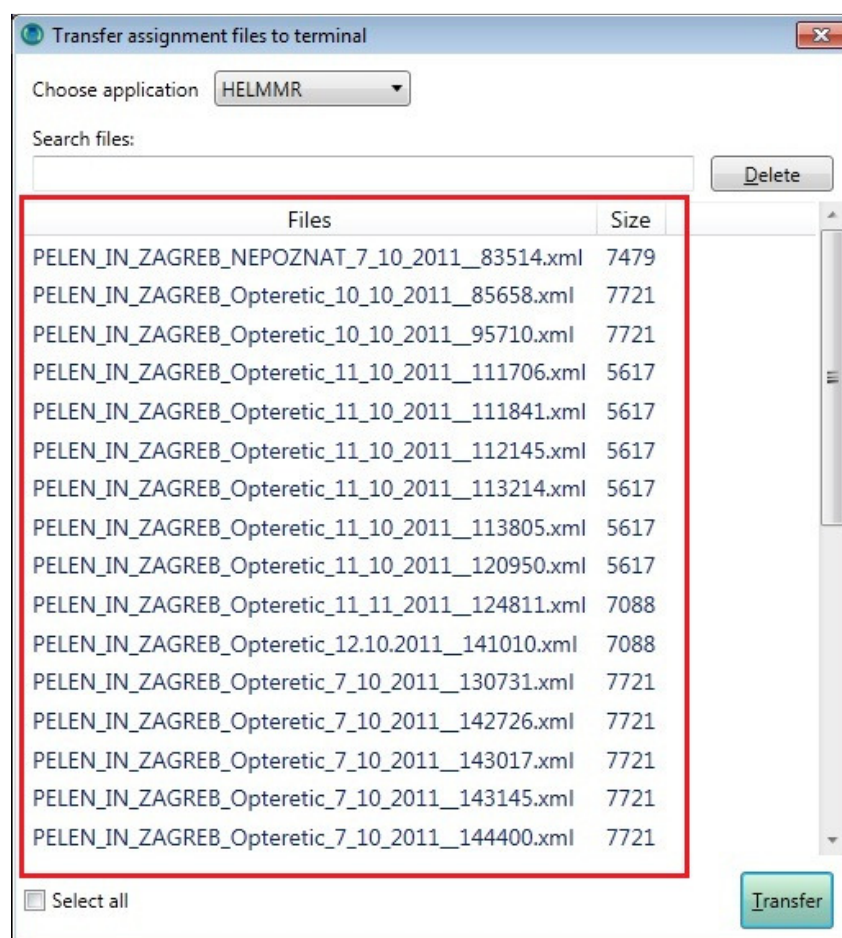 Transfer assignment files to terminal
Choose application HELMMR
Search files:
Delete
Files Size
PELEN_IN_ZAGREB_NEPOZNAT_7_10_2011__83514.xml 7479
PELEN_IN_ZAGREB_Opteretic_10_10_2011__85658.xml 7721
PELEN_IN_ZAGREB_Opteretic_10_10_2011__95710.xml 7721
PELEN_IN_ZAGREB_Opteretic_11_10_2011__111706.xml 5617
PELEN_IN_ZAGREB_Opteretic_11_10_2011__111841.xml 5617
PELEN_IN_ZAGREB_Opteretic_11_10_2011__112145.xml 5617
PELEN_IN_ZAGREB_Opteretic_11_10_2011__113214.xml 5617
PELEN_IN_ZAGREB_Opteretic_11_10_2011__113805.xml 5617
PELEN_IN_ZAGREB_Opteretic_11_10_2011__120950.xml 5617
PELEN_IN_ZAGREB_Opteretic_11_11_2011__124811.xml 7088
PELEN_IN_ZAGREB_Opteretic_12.10.2011__141010.xml 7088
PELEN_IN_ZAGREB_Opteretic_7_10_2011__130731.xml 7721
PELEN_IN_ZAGREB_Opteretic_7_10_2011__142726.xml 7721
PELEN_IN_ZAGREB_Opteretic_7_10_2011__143017.xml 7721
PELEN_IN_ZAGREB_Opteretic_7_10_2011__143145.xml 7721
PELEN_IN_ZAGREB_Opteretic_7_10_2011__144400.xml 7721
Select all
Transfer